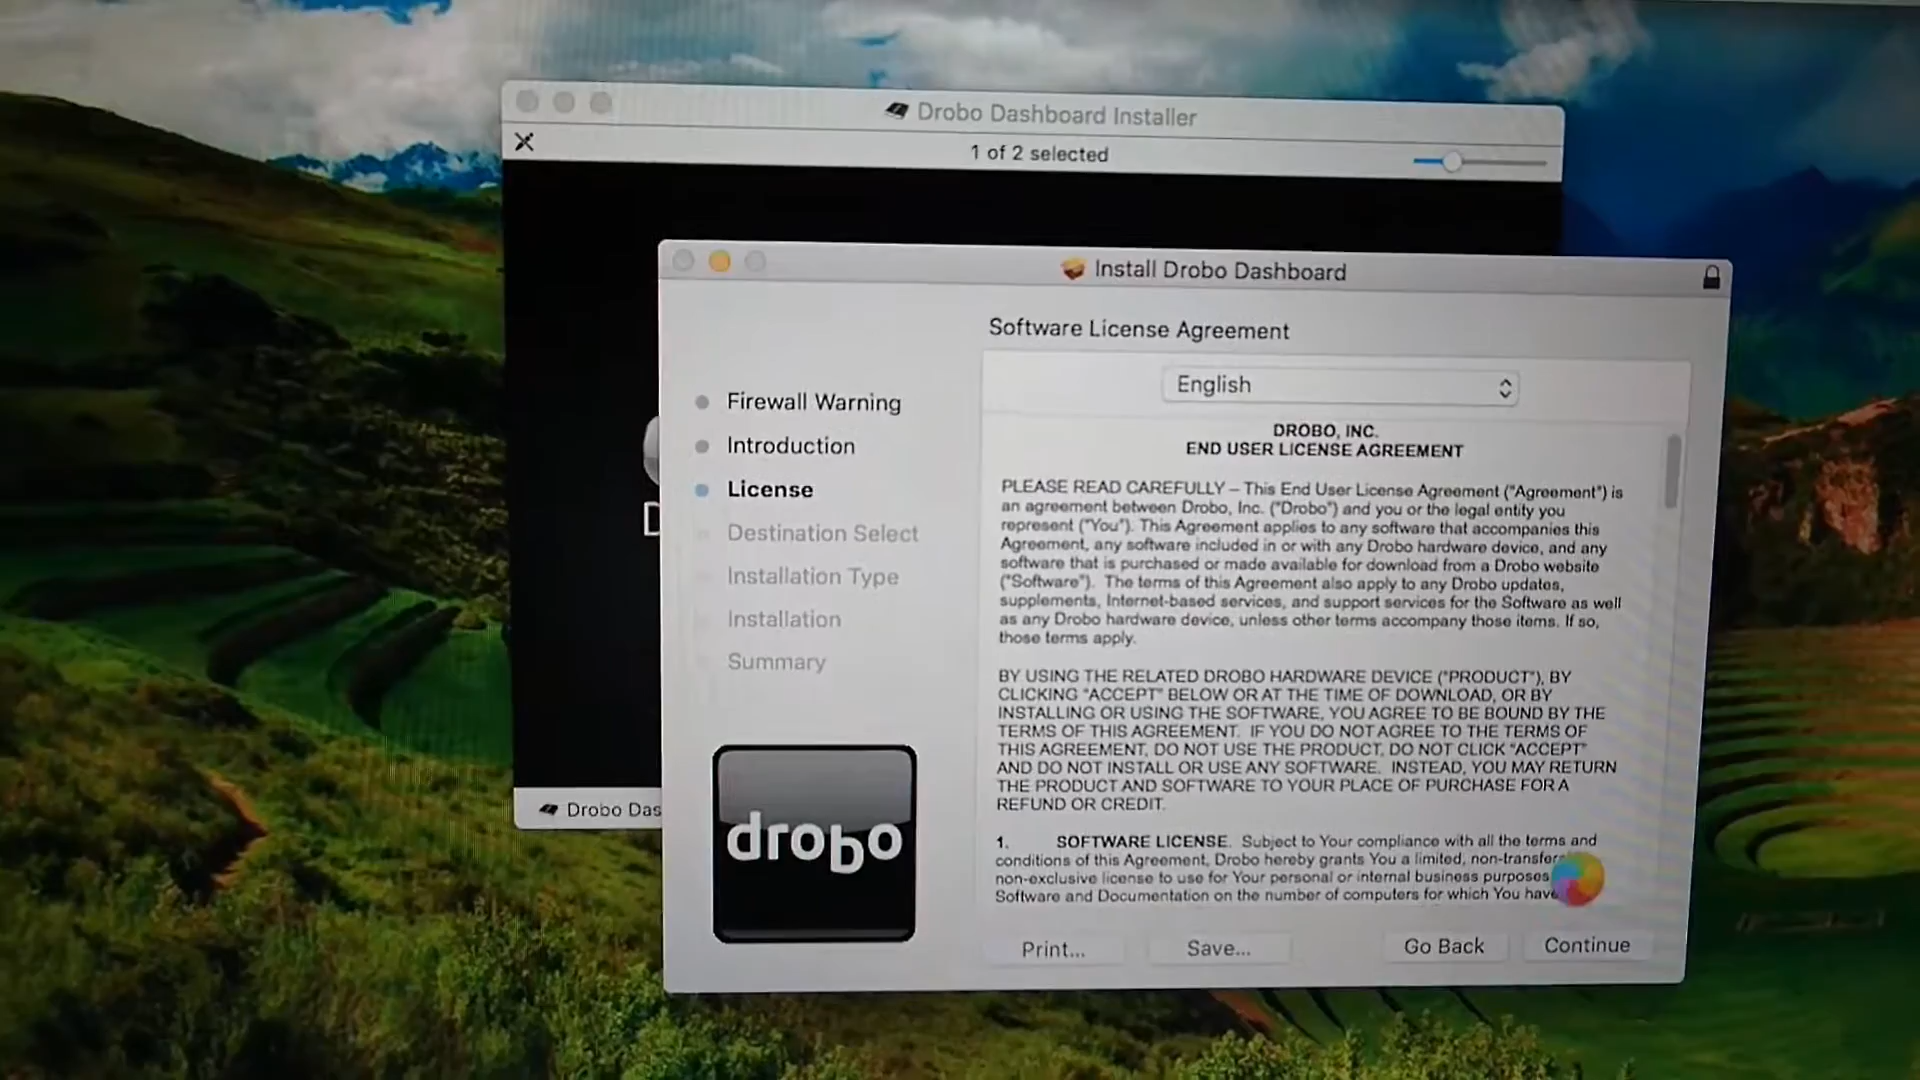 Drobo Dashboard Installer
1 of 2 selected
Install Drobo Dashboard
Software License Agreement
English
Firewall Warning
Introduction
License
Destination Select
Installation Type
Installation
Summary
DROBO, INC.
END USER LICENSE AGREEMENT
PLEASE READ CAREFULLY – This End User License Agreement ("Agreement") is
an agreement between Drobo, Inc. ("Drobo") and you or the legal entity you
represent ("You"). This Agreement applies to any software that accompanies this
Agreement, any software included in or with any Drobo hardware device, and any
software that is purchased or made available for download from a Drobo website
("Software"). The terms of this Agreement also apply to any Drobo updates,
supplements, Internet-based services, and support services for the Software as well
as any Drobo hardware device, unless other terms accompany those items. If so,
those terms apply.
BY USING THE RELATED DROBO HARDWARE DEVICE ("PRODUCT"), BY
CLICKING "ACCEPT" BELOW OR AT THE TIME OF DOWNLOAD, OR BY
INSTALLING OR USING THE SOFTWARE, YOU AGREE TO BE BOUND BY THE
TERMS OF THIS AGREEMENT. IF YOU DO NOT AGREE TO THE TERMS OF
THIS AGREEMENT, DO NOT USE THE PRODUCT, DO NOT CLICK "ACCEPT"
AND DO NOT INSTALL OR USE ANY SOFTWARE. INSTEAD, YOU MAY RETURN
THE PRODUCT AND SOFTWARE TO YOUR PLACE OF PURCHASE FOR A
REFUND OR CREDIT.
1. SOFTWARE LICENSE. Subject to Your compliance with all the terms and
conditions of this Agreement, Drobo hereby grants You a limited, non-transfer
non-exclusive license to use for Your personal or internal business purposes
Software and Documentation on the number of computers for which You have
D
Drobo Das
drobo
Print...
Save...
Go Back
Continue